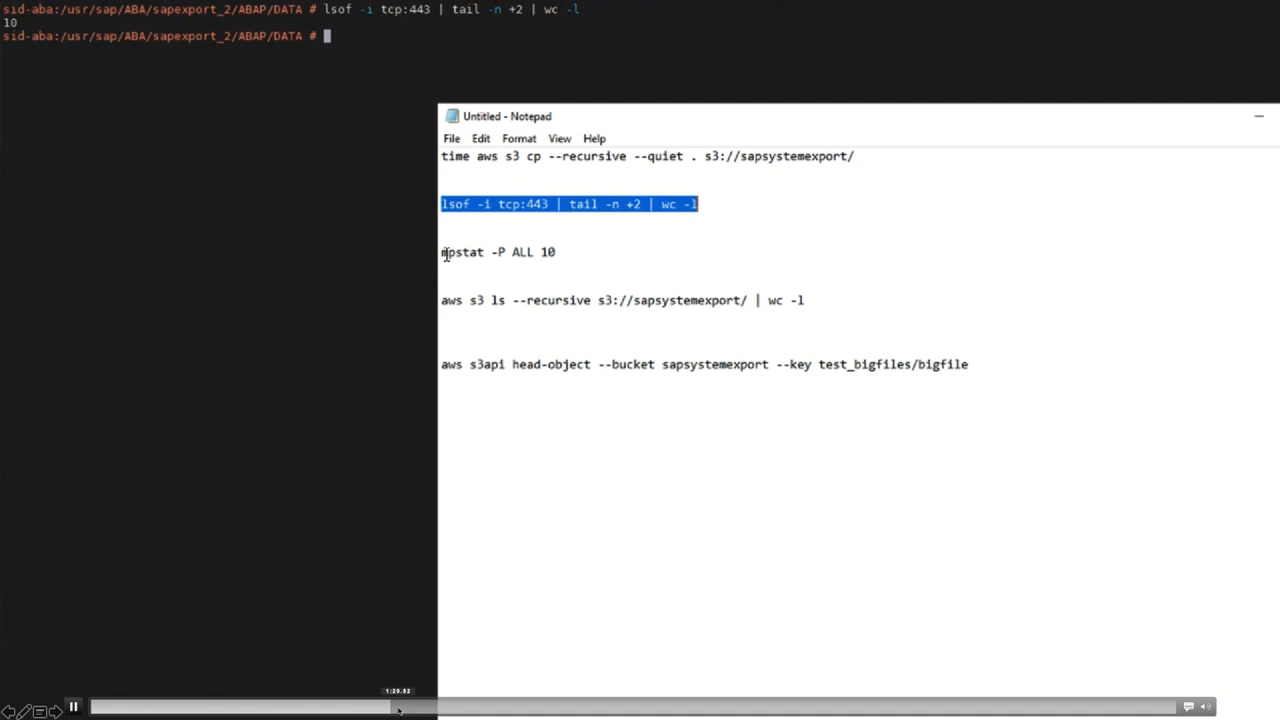 sid-aba:/usr/sap/ABA/sapexport_2/ABAP/DATA # lsof -i tcp:443 | tail -n +2 | wc -l
10
sid-aba:/usr/sap/ABA/sapexport_2/ABAP/DATA #
Untitled - Notepad
File Edit Format View Help
time aws s3 cp --recursive --quiet . s3://sapsystemexport/
lsof -i tcp:443 | tail -n +2 | wc -l
mpstat -P ALL 10
aws s3 ls --recursive s3://sapsystemexport/ | wc -l
aws s3api head-object --bucket sapsystemexport --key test_bigfiles/bigfile
1:29.82